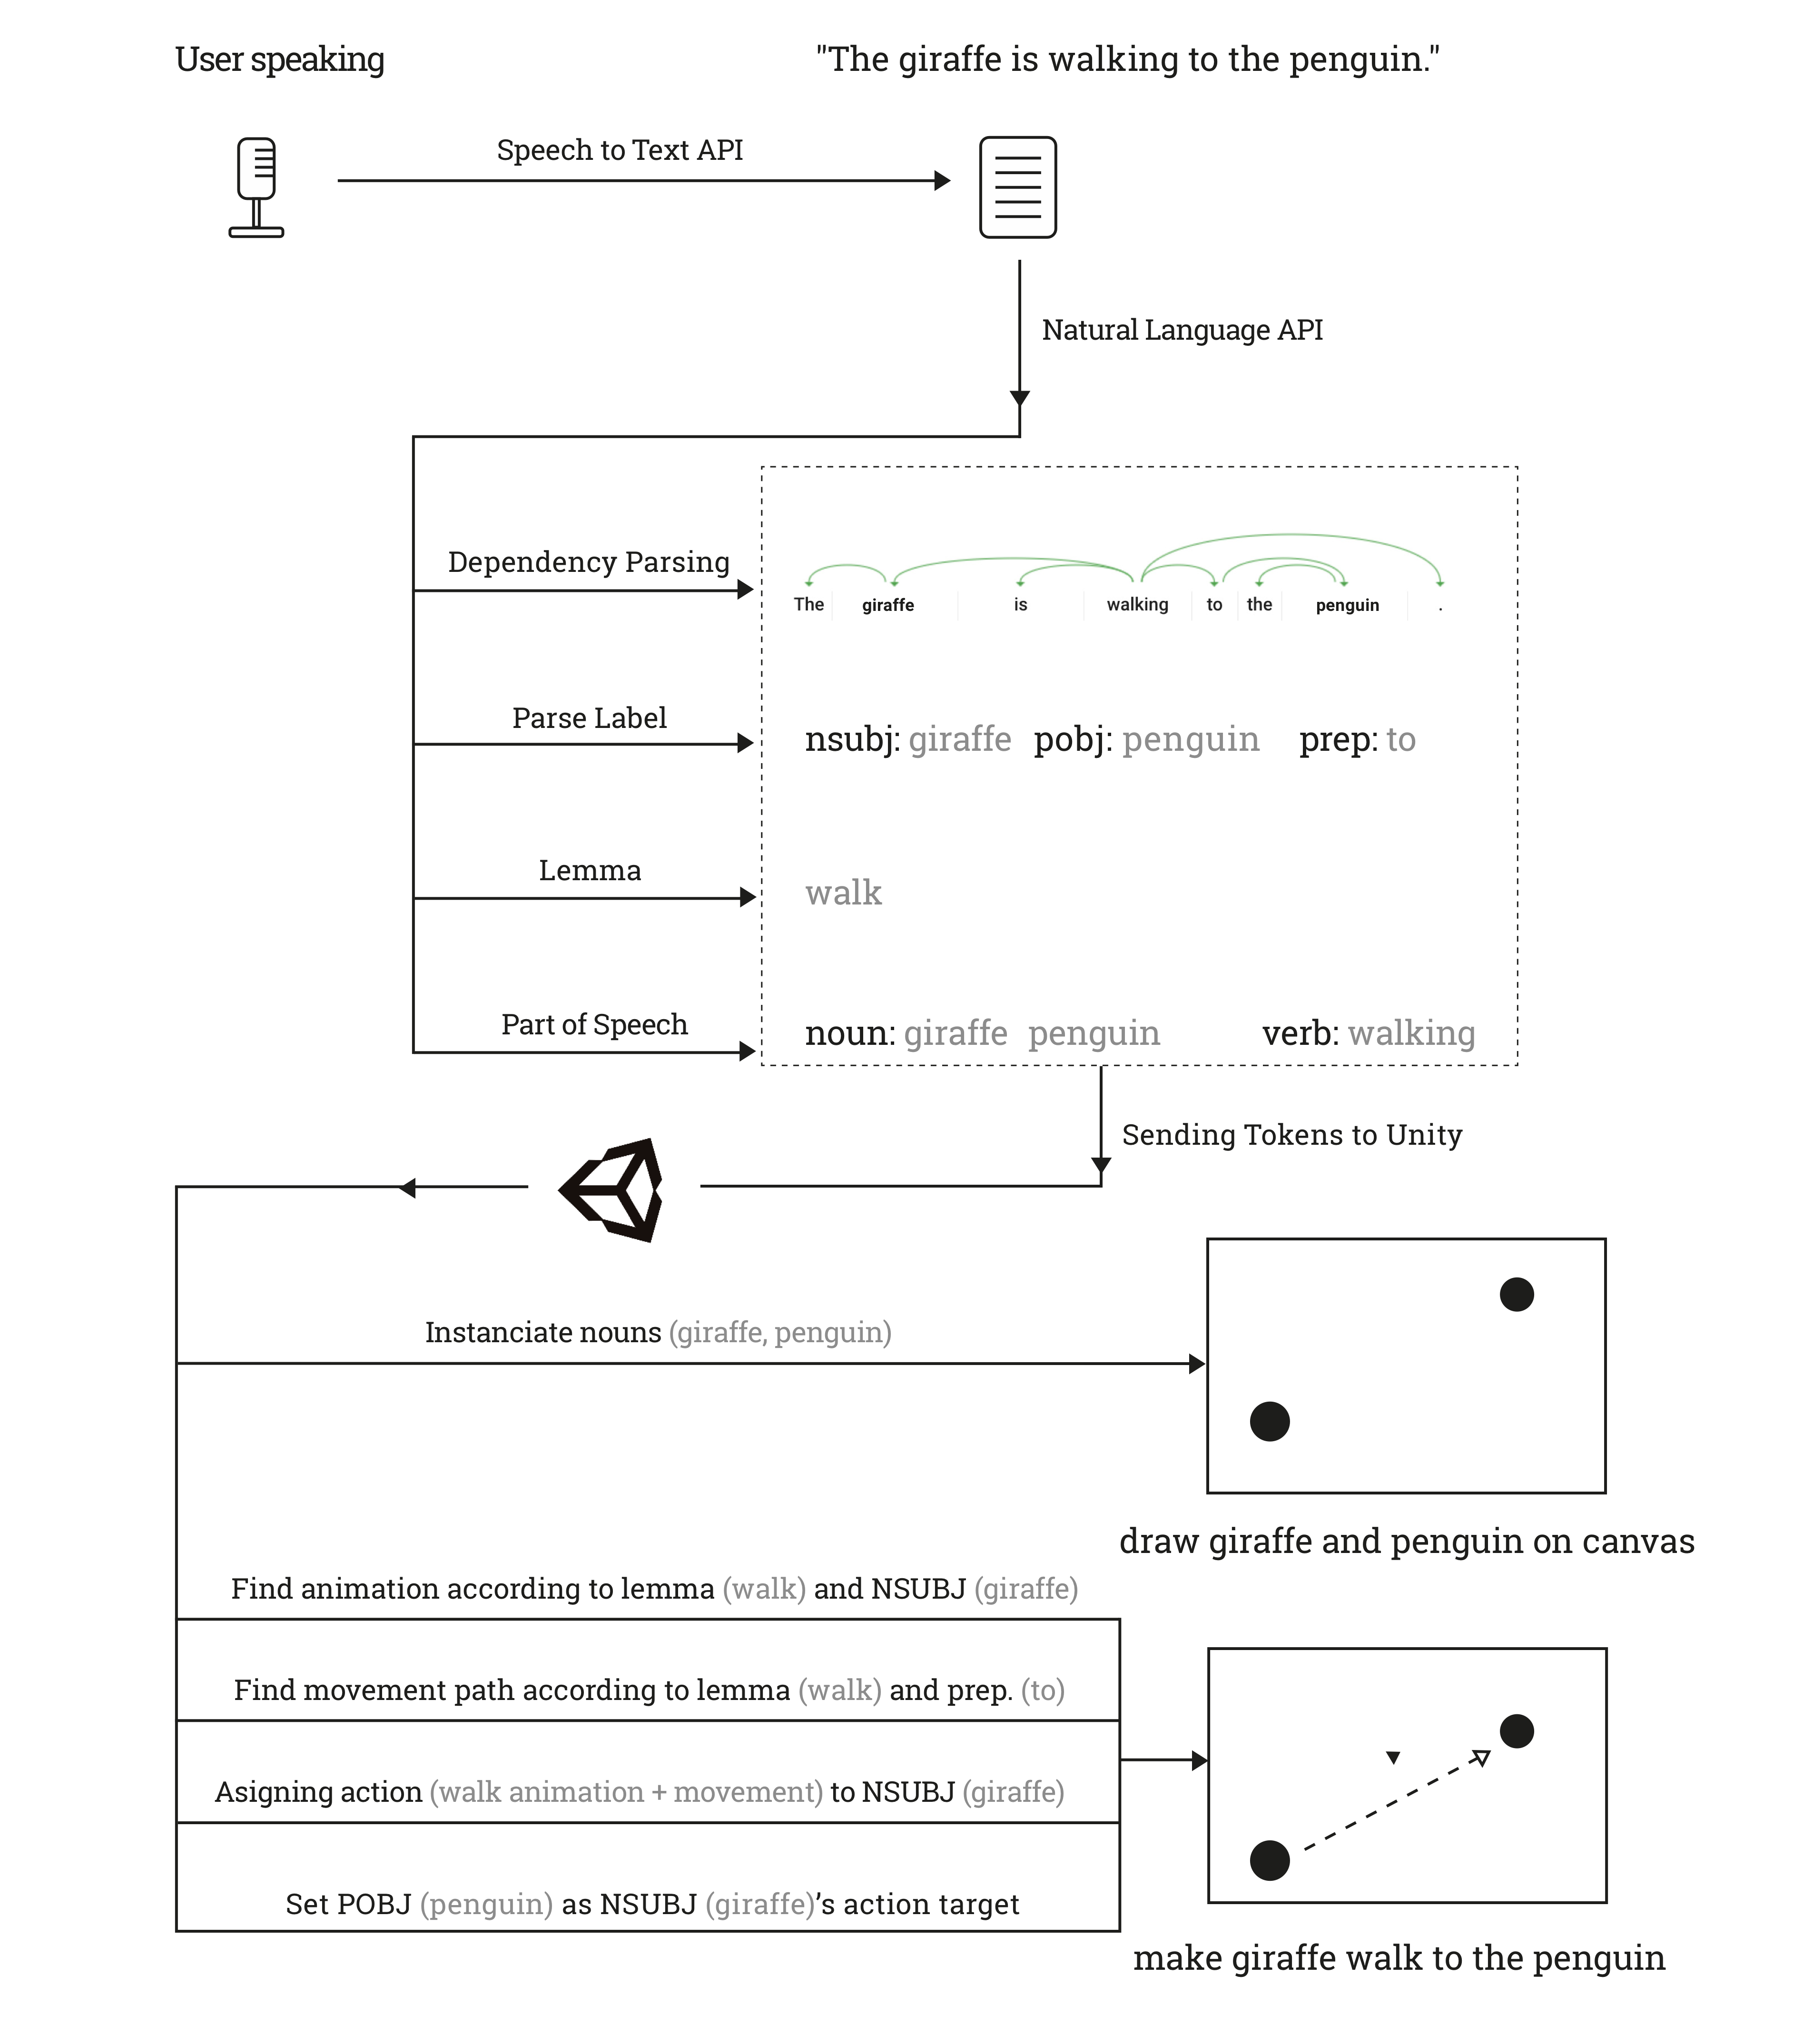 User speaking
"The giraffe is walking to the penguin."
Speech to Text API
Natural Language API
Dependency Parsing
The giraffe is walking to the penguin .
Parse Label
nsubj: giraffe pobj: penguin prep: to
Lemma
walk
Part of Speech
noun: giraffe penguin verb: walking
Sending Tokens to Unity
Instanciate nouns (giraffe, penguin)
draw giraffe and penguin on canvas
Find animation according to lemma (walk) and NSUBJ (giraffe)
Find movement path according to lemma (walk) and prep. (to)
Asigning action (walk animation + movement) to NSUBJ (giraffe)
Set POBJ (penguin) as NSUBJ (giraffe)’s action target
make giraffe walk to the penguin